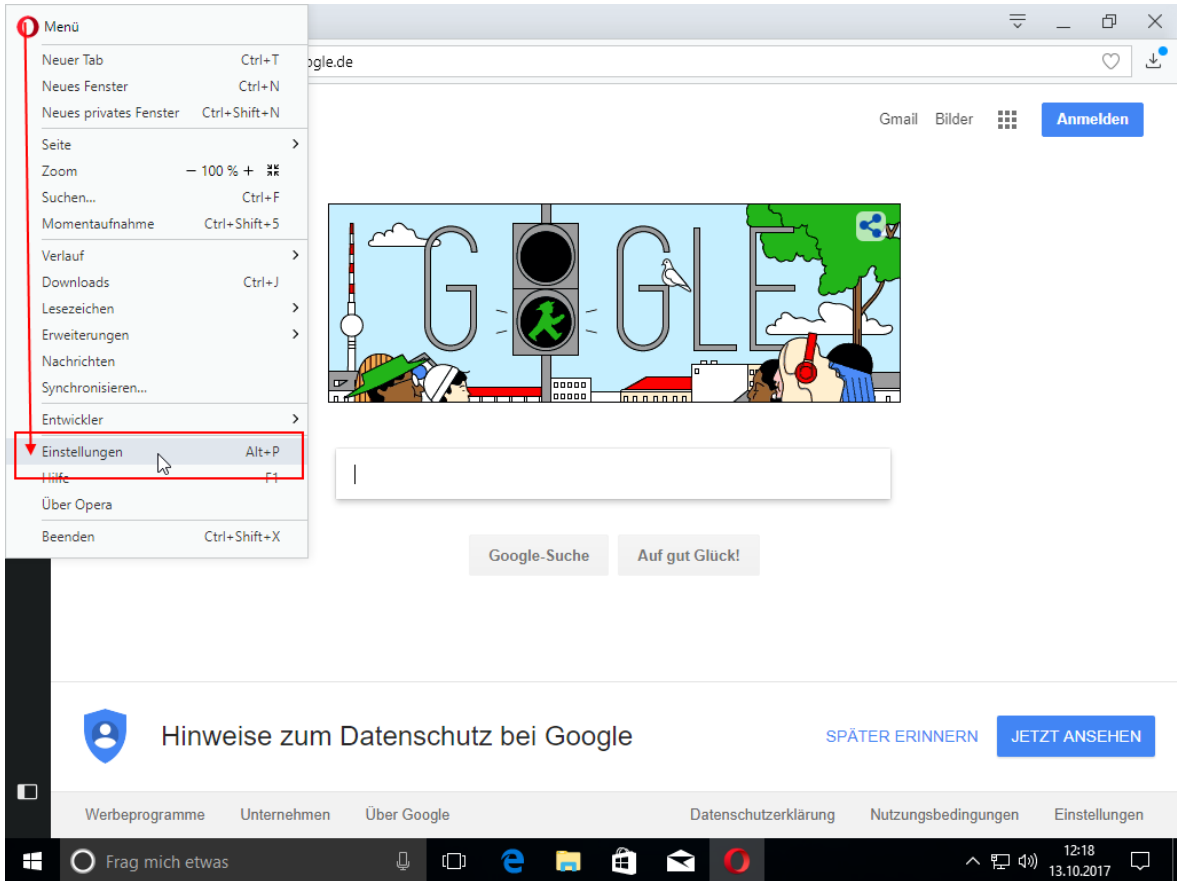 Menü
Neuer Tab Ctrl+T
Neues Fenster Ctrl+N
Neues privates Fenster Ctrl+Shift+N
Seite
Zoom − 100 % +
Suchen... Ctrl+F
Momentaufnahme Ctrl+Shift+5
Verlauf
Downloads Ctrl+J
Lesezeichen
Erweiterungen
Nachrichten
Synchronisieren...
Entwickler
Einstellungen Alt+P
Hilfe F1
Über Opera
Beenden Ctrl+Shift+X
ogle.de
Gmail Bilder Anmelden
G GLE
Google-Suche Auf gut Glück!
Hinweise zum Datenschutz bei Google SPÄTER ERINNERN JETZT ANSEHEN
Werbeprogramme Unternehmen Über Google Datenschutzerklärung Nutzungsbedingungen Einstellungen
Frag mich etwas 12:18
13.10.2017